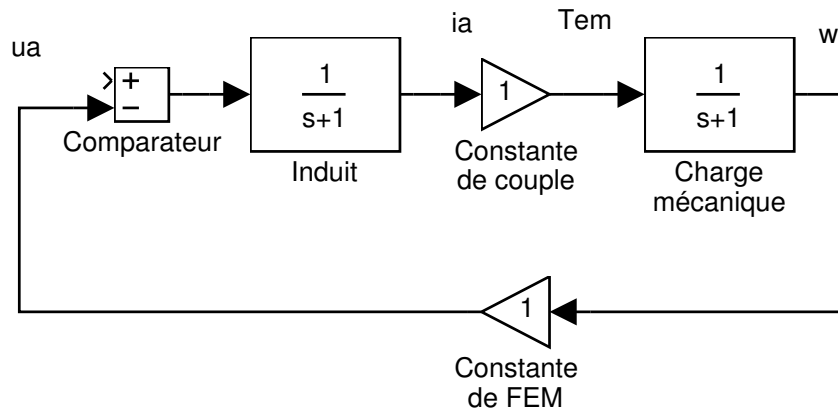 ua
+
−
Comparateur
1
s+1
Induit
ia
1
Constante
de couple
Tem
1
s+1
Charge
mécanique
w
1
Constante
de FEM